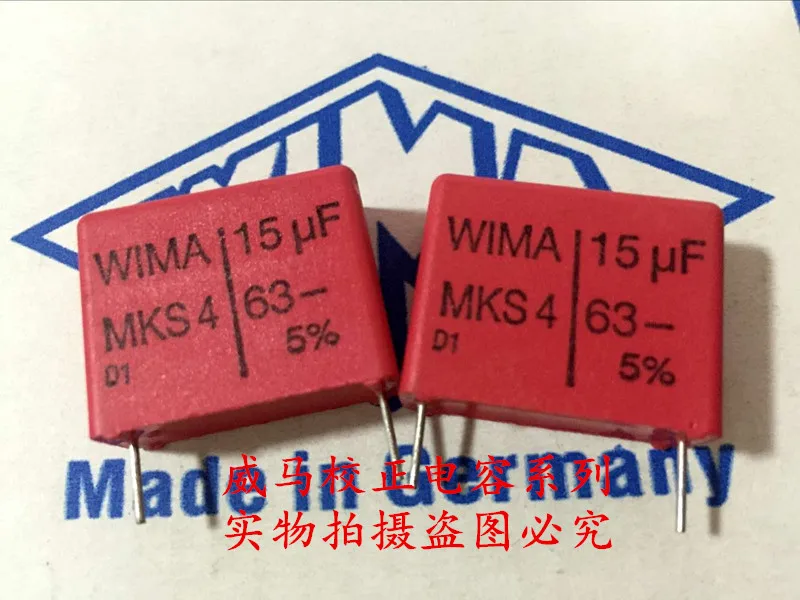 WIMA
WIMA 15 µF
MKS 4 63–
D1 5%
WIMA 15 µF
MKS 4 63–
D1 5%
Made in Germany
威马校正电容系列
实物拍摄盗图必究